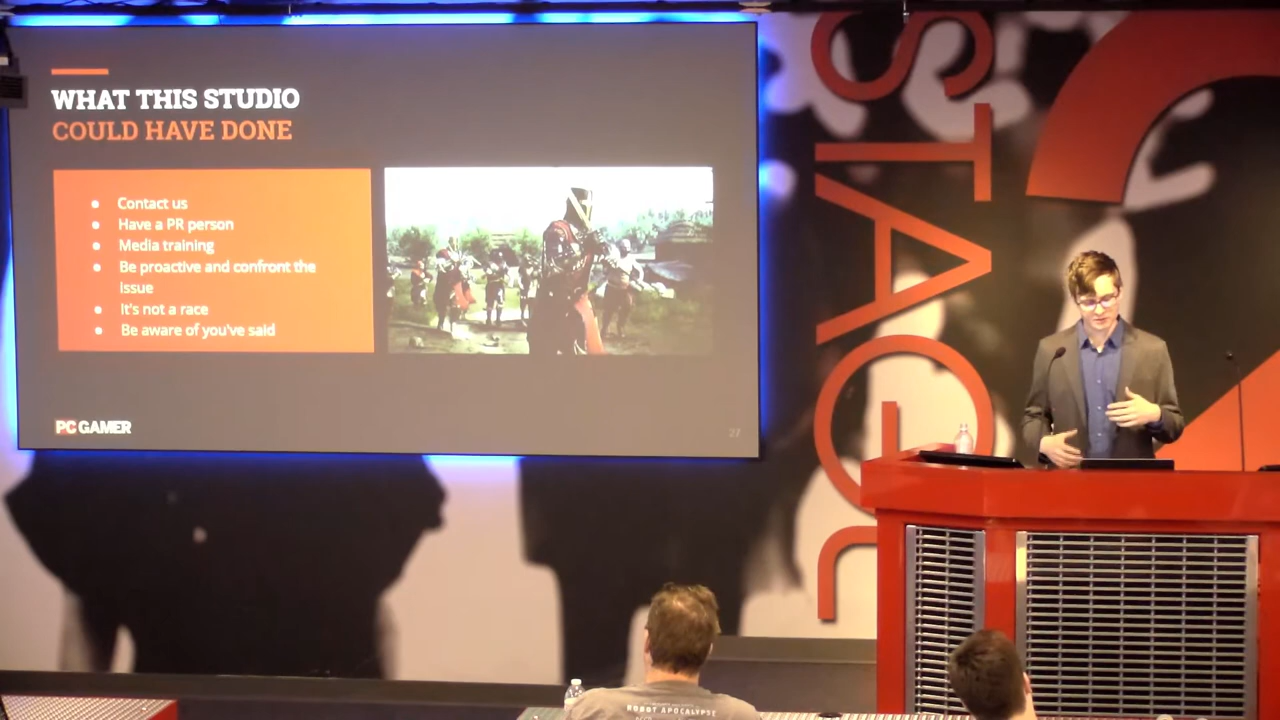 WHAT THIS STUDIO
COULD HAVE DONE
● Contact us
● Have a PR person
● Media training
● Be proactive and confront the
issue
● It's not a race
● Be aware of you've said
PC GAMER
27
STAGE
ROBOT APOCALYPSE